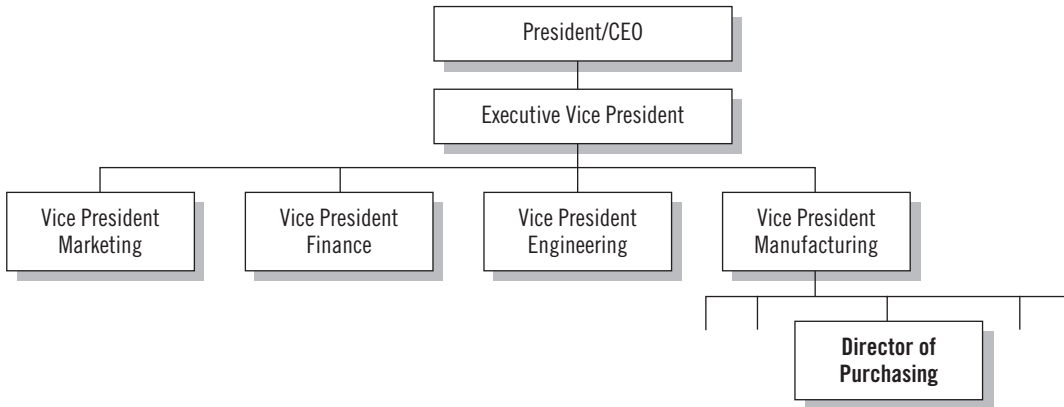 President/CEO
Executive Vice President
Vice President
Marketing
Vice President
Finance
Vice President
Engineering
Vice President
Manufacturing
Director of
Purchasing